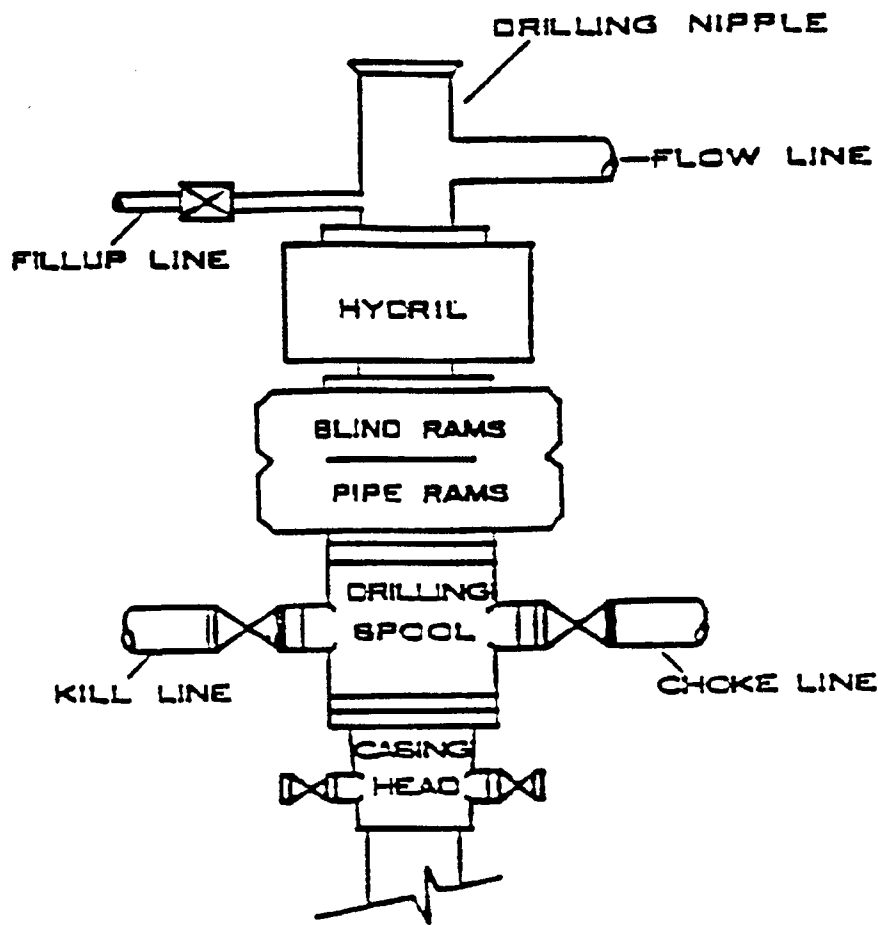 DRILLING NIPPLE
FLOW LINE
FILLUP LINE
HYDRIL
BLIND RAMS
PIPE RAMS
DRILLING
SPOOL
KILL LINE
CHOKE LINE
CASING
HEAD